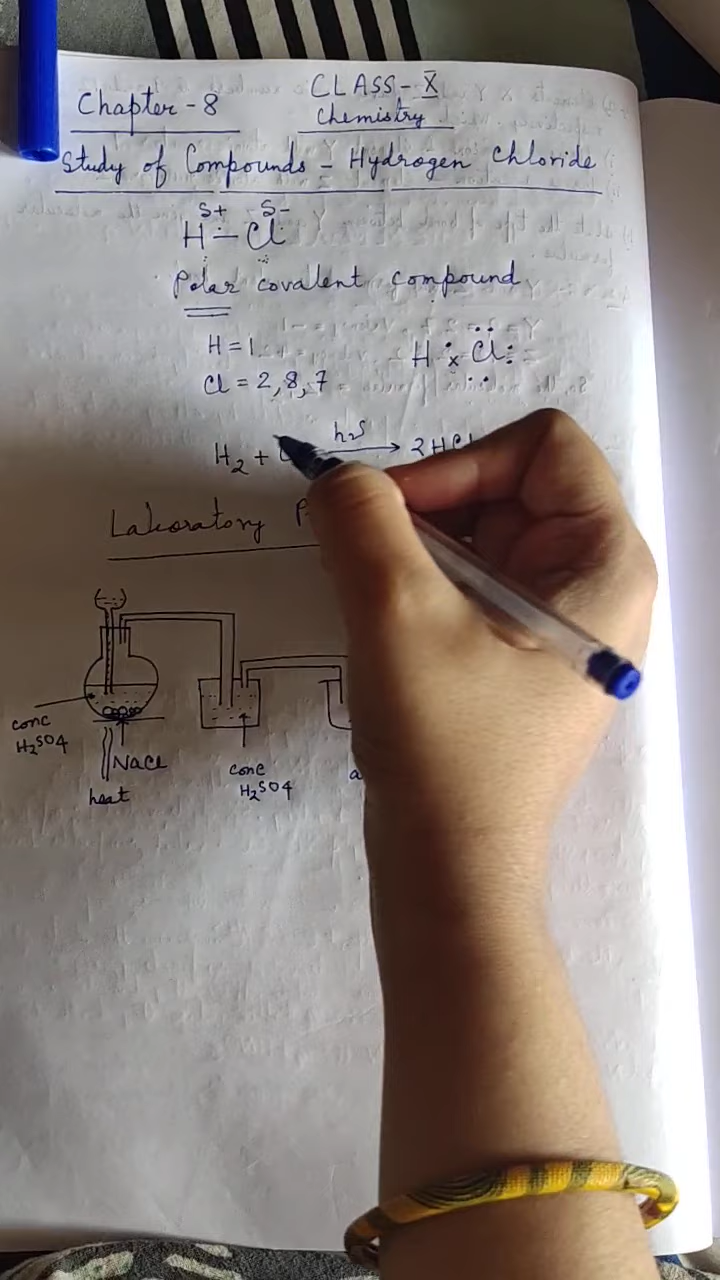 CLASS - X
Chapter - 8
Chemistry
Study of Compounds - Hydrogen Chloride
S+ S-
H — Cl
Polar covalent compound
H = 1
Cl = 2, 8, 7
H Cl
H2 + → 2HCl
Laboratory
conc
H2SO4
NaCl
heat
conc
H2SO4